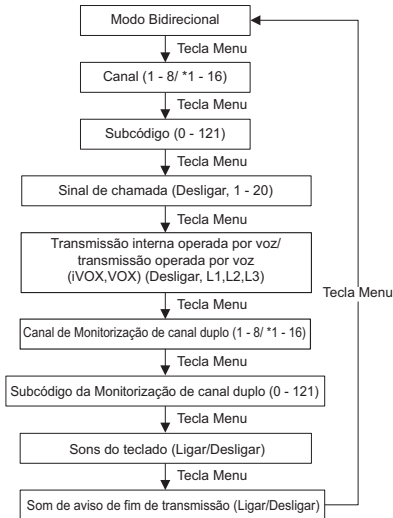 Modo Bidirecional
Tecla Menu
Canal (1 - 8/ *1 - 16)
Tecla Menu
Subcódigo (0 - 121)
Tecla Menu
Sinal de chamada (Desligar, 1 - 20)
Tecla Menu
Transmissão interna operada por voz/
transmissão operada por voz
(iVOX,VOX) (Desligar, L1,L2,L3)
Tecla Menu
Tecla Menu
Canal de Monitorização de canal duplo (1 - 8/ *1 - 16)
Tecla Menu
Subcódigo da Monitorização de canal duplo (0 - 121)
Tecla Menu
Sons do teclado (Ligar/Desligar)
Tecla Menu
Som de aviso de fim de transmissão (Ligar/Desligar)